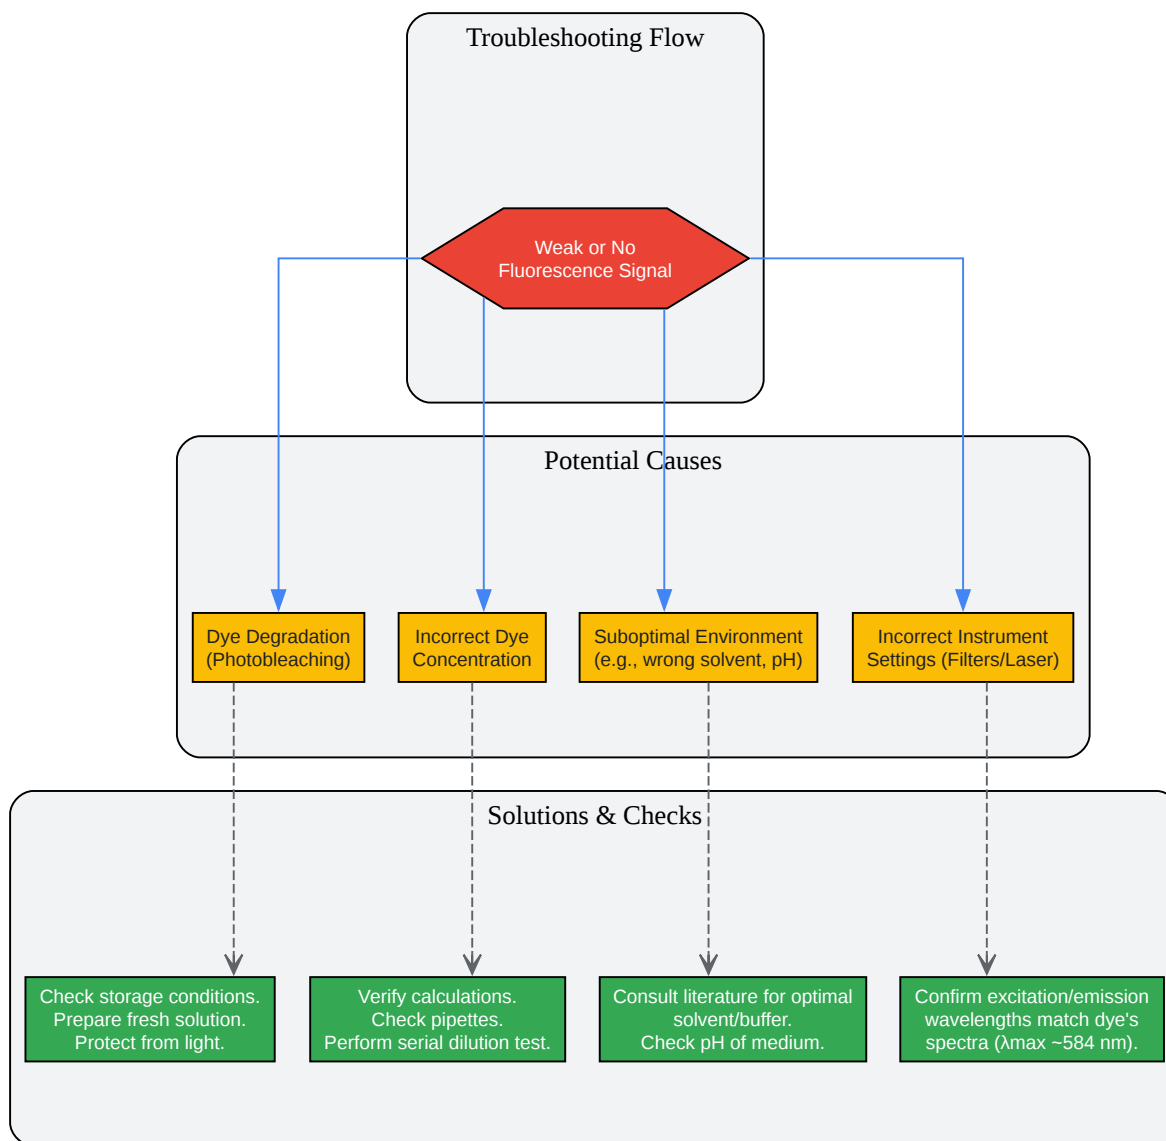 Troubleshooting Flow
Weak or No
Fluorescence Signal
Potential Causes
Dye Degradation
(Photobleaching)
Incorrect Dye
Concentration
Suboptimal Environment
(e.g., wrong solvent, pH)
Incorrect Instrument
Settings (Filters/Laser)
Solutions & Checks
Check storage conditions.
Prepare fresh solution.
Protect from light.
Verify calculations.
Check pipettes.
Perform serial dilution test.
Consult literature for optimal
solvent/buffer.
Check pH of medium.
Confirm excitation/emission
wavelengths match dye's
spectra (λmax ~584 nm).